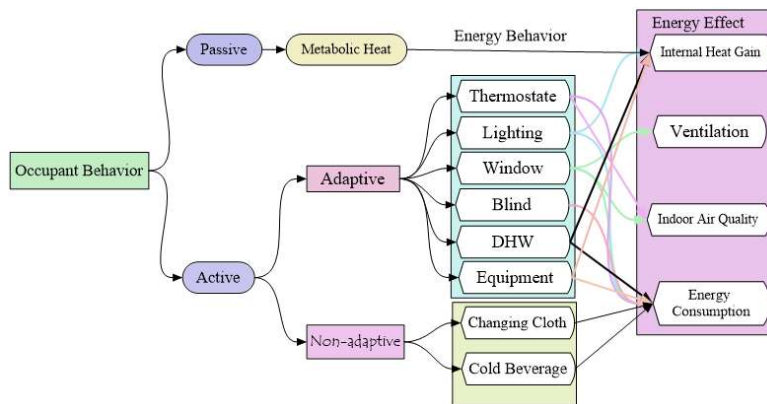 Energy Effect
Passive
Metabolic Heat
Energy Behavior
Internal Heat Gain
Thermostate
Lighting
Ventilation
Window
Occupant Behavior
Adaptive
Blind
Indoor Air Quality
DHW
Active
Equipment
Energy
Consumption
Changing Cloth
Non-adaptive
Cold Beverage